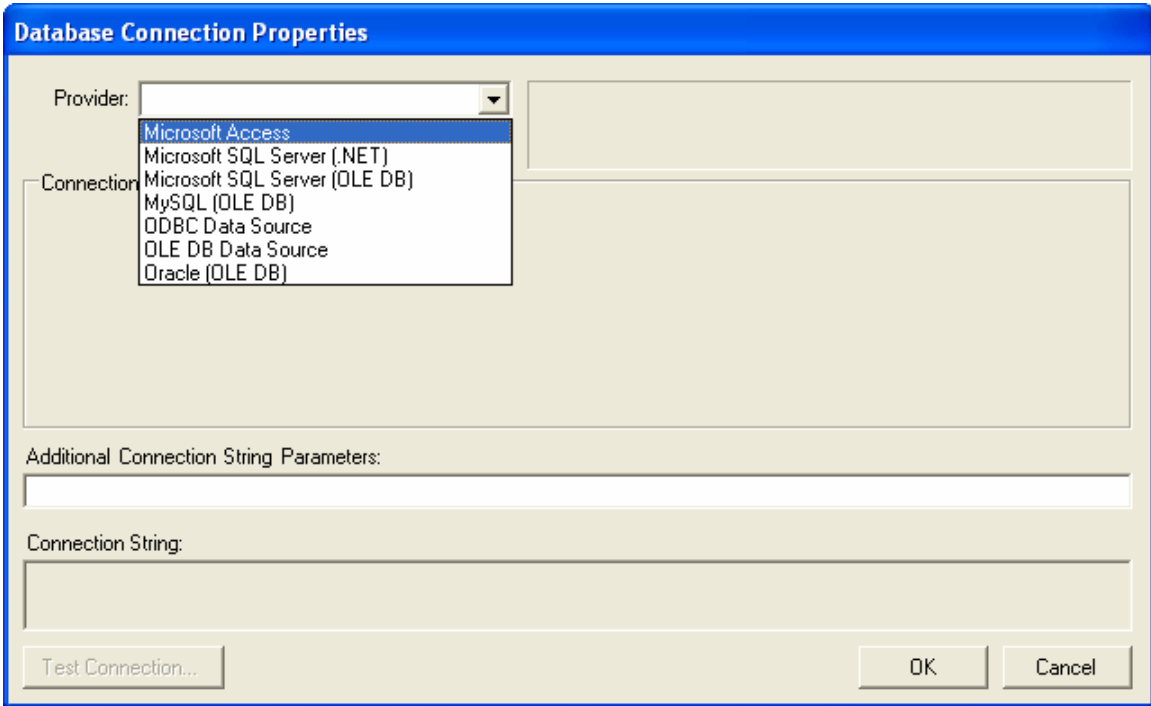 Database Connection Properties
Provider:
Microsoft Access
Microsoft SQL Server (.NET)
Microsoft SQL Server (OLE DB)
MySQL (OLE DB)
ODBC Data Source
OLE DB Data Source
Oracle (OLE DB)
Connection
Additional Connection String Parameters:
Connection String:
Test Connection...
OK
Cancel